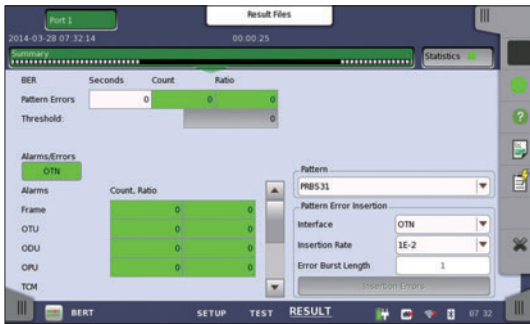 Port 1
Result Files
2014-03-28 07:32:14
00:00:25
Summary
Statistics
BER Seconds Count Ratio
Pattern Errors 0 0 0
Threshold: 0
Alarms/Errors
OTN
Alarms Count, Ratio
Frame 0 0
OTU 0 0
ODU 0 0
OPU 0 0
TCM
Pattern
PRBS31
Pattern Error Insertion
Interface OTN
Insertion Rate 1E-2
Error Burst Length 1
Insertion Errors
BERT SETUP TEST RESULT 07 32